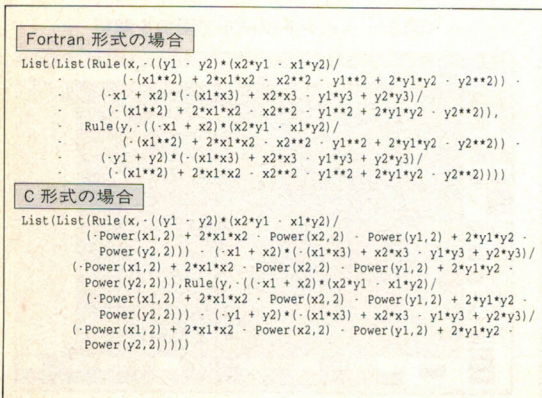 Fortran 形式の場合
List(List(Rule(x,-((y1 - y2)*(x2*y1 - x1*y2)/
- (-(x1**2) + 2*x1*x2 - x2**2 - y1**2 + 2*y1*y2 - y2**2)) -
- (-x1 + x2)*(-(x1*x3) + x2*x3 - y1*y3 + y2*y3)/
- (-(x1**2) + 2*x1*x2 - x2**2 - y1**2 + 2*y1*y2 - y2**2)),
- Rule(y,-((-x1 + x2)*(x2*y1 - x1*y2)/
- (-(x1**2) + 2*x1*x2 - x2**2 - y1**2 + 2*y1*y2 - y2**2)) -
- (-y1 + y2)*(-(x1*x3) + x2*x3 - y1*y3 + y2*y3)/
- (-(x1**2) + 2*x1*x2 - x2**2 - y1**2 + 2*y1*y2 - y2**2))))
C 形式の場合
List(List(Rule(x,-((y1 - y2)*(x2*y1 - x1*y2)/
(-Power(x1,2) + 2*x1*x2 - Power(x2,2) - Power(y1,2) + 2*y1*y2 -
Power(y2,2))) - (-x1 + x2)*(-(x1*x3) + x2*x3 - y1*y3 + y2*y3)/
(-Power(x1,2) + 2*x1*x2 - Power(x2,2) - Power(y1,2) + 2*y1*y2 -
Power(y2,2))),Rule(y,-((-x1 + x2)*(x2*y1 - x1*y2)/
(-Power(x1,2) + 2*x1*x2 - Power(x2,2) - Power(y1,2) + 2*y1*y2 -
Power(y2,2))) - (-y1 + y2)*(-(x1*x3) + x2*x3 - y1*y3 + y2*y3)/
(-Power(x1,2) + 2*x1*x2 - Power(x2,2) - Power(y1,2) + 2*y1*y2 -
Power(y2,2)))))